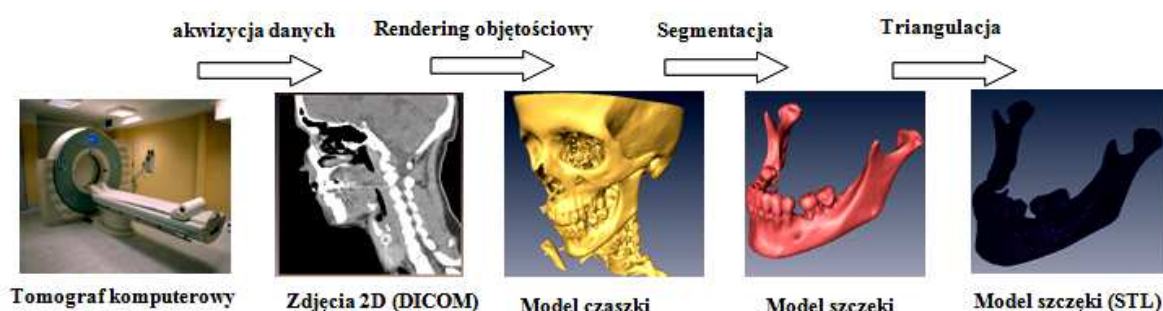 akwizycja danych
Rendering objętościowy
Segmentacja
Triangulacja
Tomograf komputerowy
Zdjęcia 2D (DICOM)
Model czaszki
Model szczęki
Model szczęki (STL)